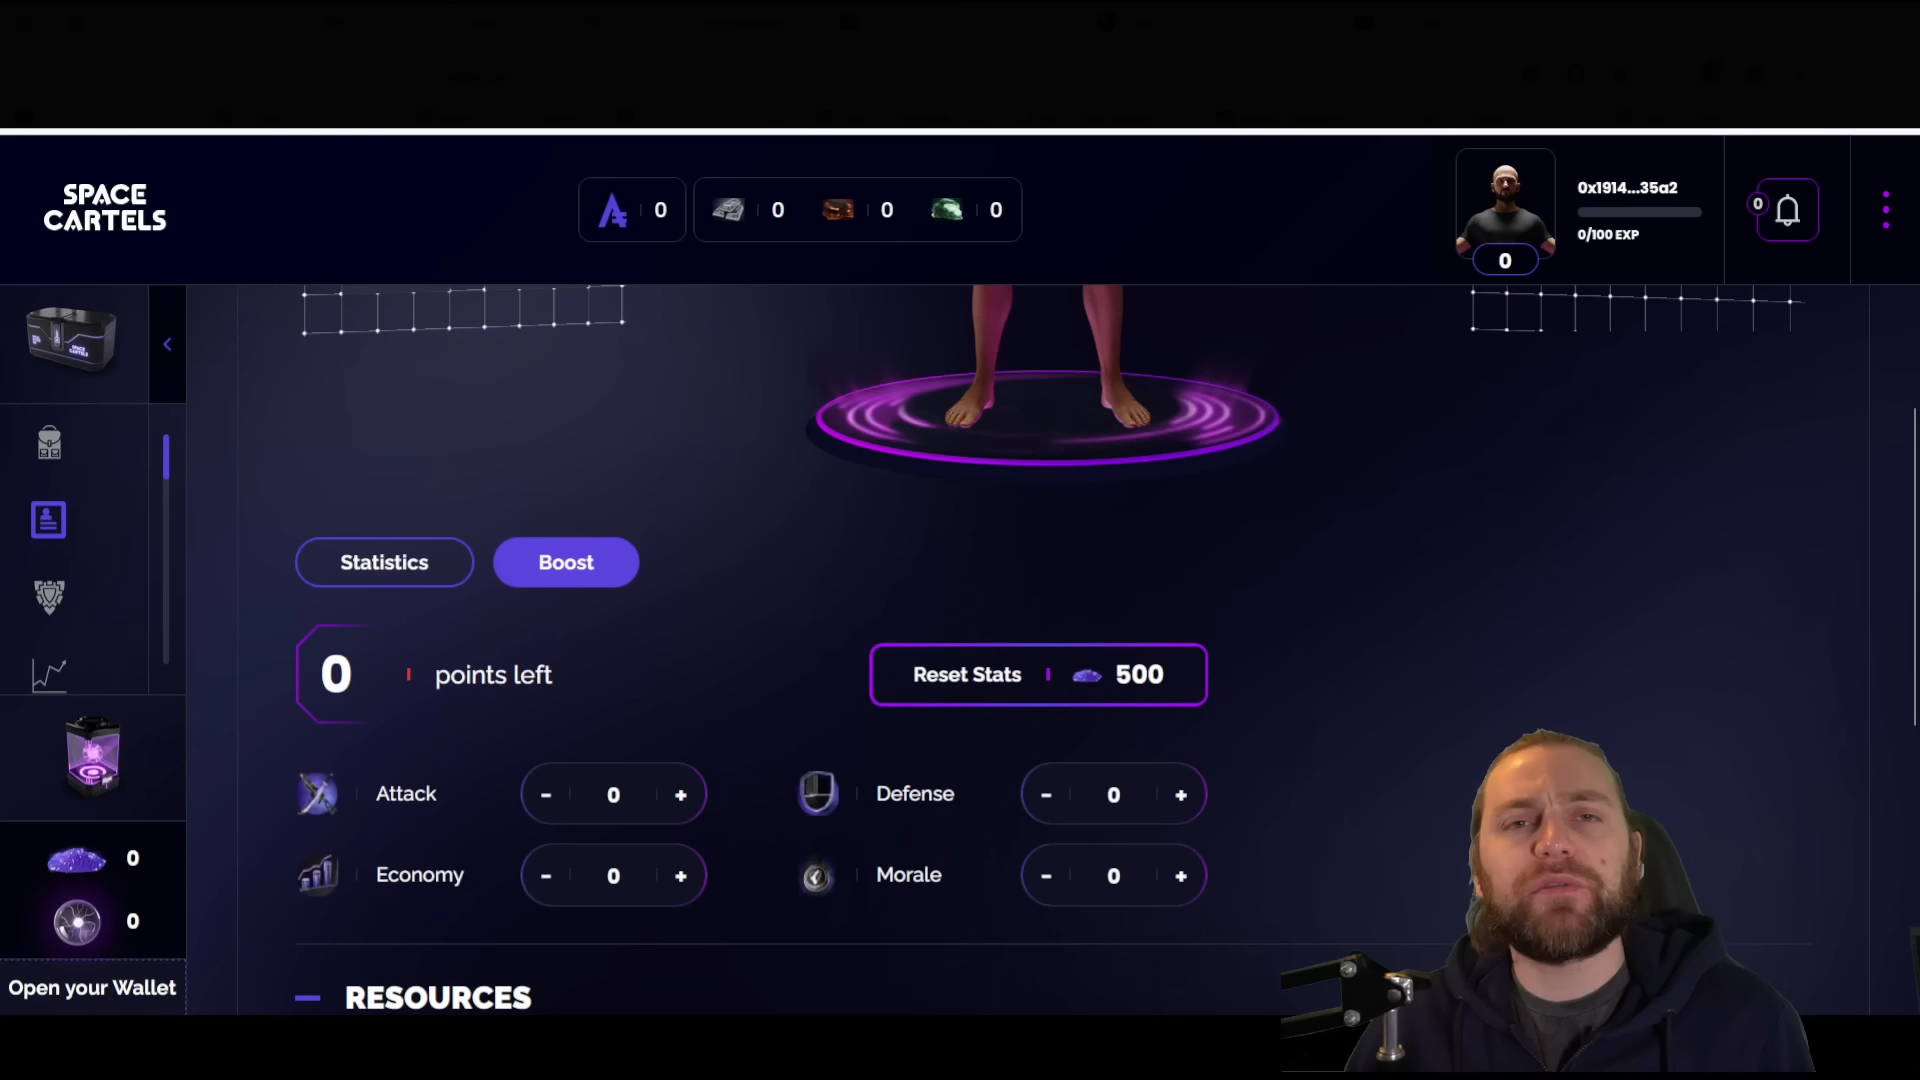 SPACE
CARTELS
0
0
0
0
0x1914...35a2
0/100 EXP
0
0
Statistics
Boost
0
points left
Reset Stats
500
Attack
-
0
+
Defense
-
0
+
Economy
-
0
+
Morale
-
0
+
0
0
Open your Wallet
RESOURCES